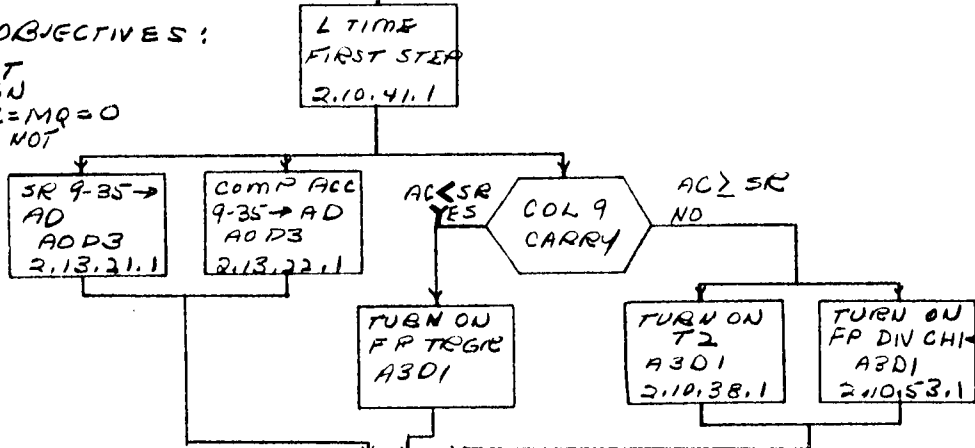 OBJECTIVES:
T
N
=MQ=0
NOT
L TIME
FIRST STEP
2.10.41.1
SR 9-35→
AD
A0D3
2.13.21.1
COMP ACC
9-35→AD
A0D3
2.13.22.1
AC<SR
YES
COL 9
CARRY
AC≥SR
NO
TURN ON
FP TRGR
A3D1
TURN ON
T2
A3D1
2.10.38.1
TURN ON
FP DIV CHK
A3D1
2.10.53.1